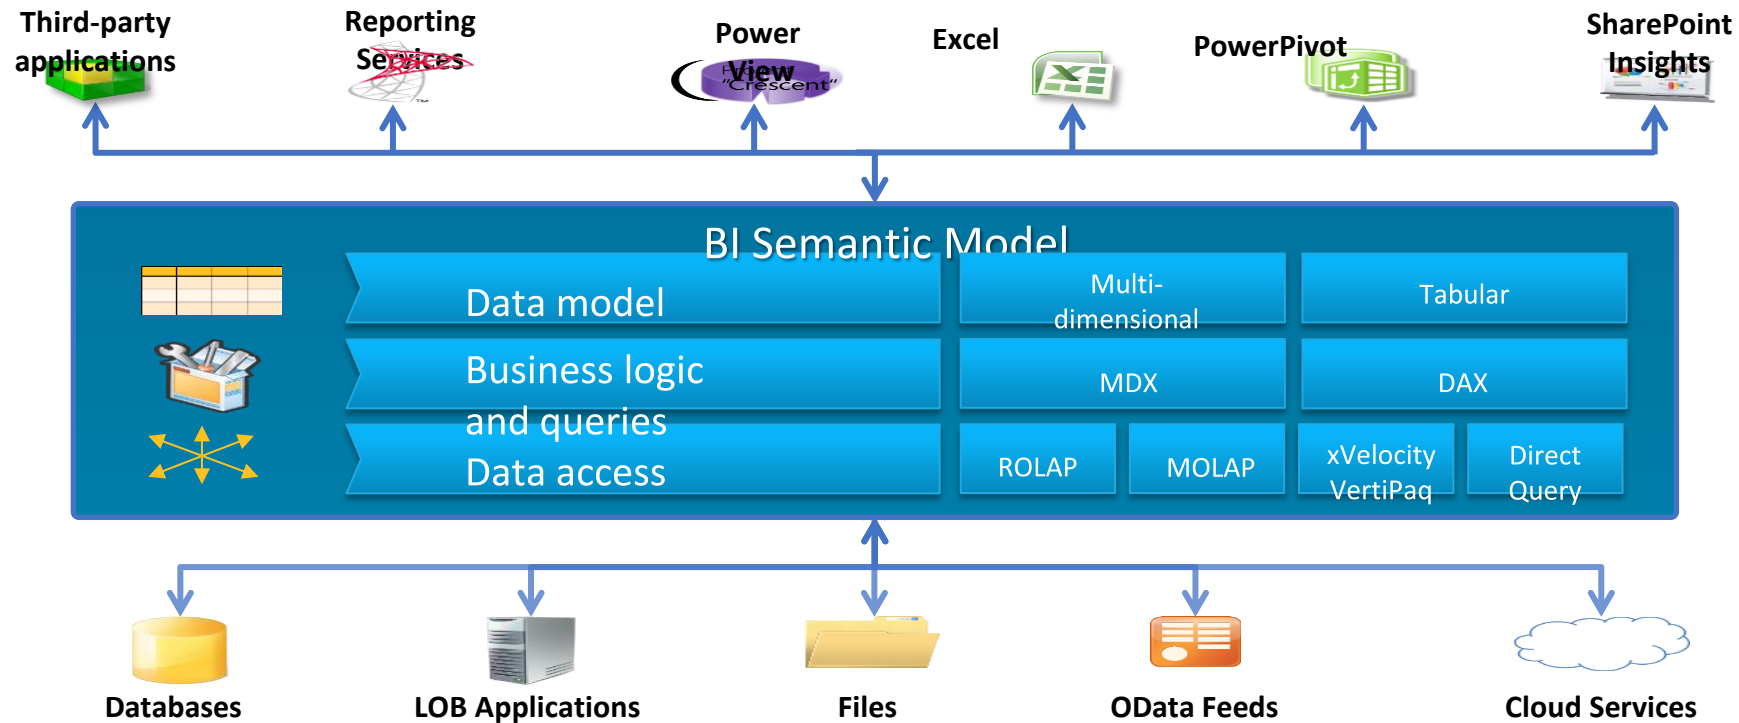 Third-party
applications
Reporting
Services
Power
View
Project
"Crescent"
Excel
PowerPivot
SharePoint
Insights
TM
BI Semantic Model
Data model
Multi-
dimensional
Tabular
Business logic
and queries
MDX
DAX
Data access
ROLAP
MOLAP
xVelocity
VertiPaq
Direct
Query
Databases
LOB Applications
Files
OData Feeds
Cloud Services